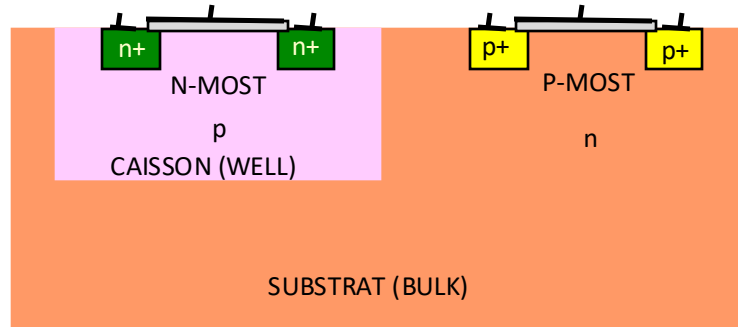 n+ n+ p+ p+
N-MOST P-MOST
p n
CAISSON (WELL)
SUBSTRAT (BULK)